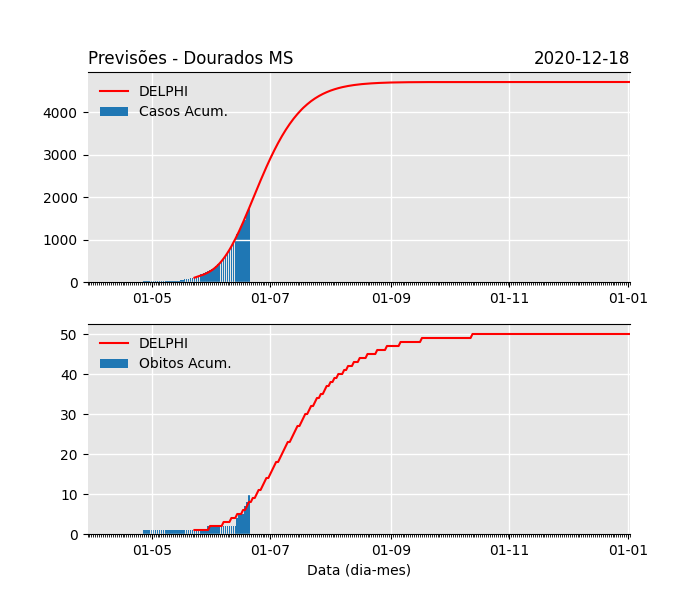 Previsões - Dourados MS 2020-12-18
DELPHI
Casos Acum.
4000
3000
2000
1000
0
01-05 01-07 01-09 01-11 01-01
DELPHI
Obitos Acum.
50
40
30
20
10
0
01-05 01-07 01-09 01-11 01-01
Data (dia-mes)